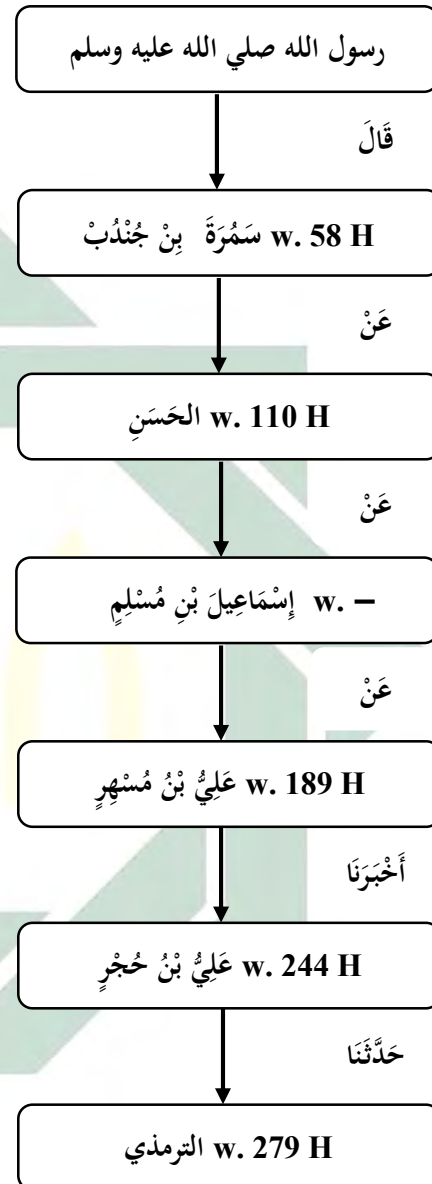 رسول الله صلي الله عليه وسلم
قَالَ
سَمُرَةَ بِنْ جُنْدُبْ w. 58 H
عَنْ
الحَسَنِ w. 110 H
عَنْ
إِسْمَاعِيلَ بْنِ مُسْلِمٍ w. –
عَنْ
عَلِيُّ بْنُ مُسْهِرٍ w. 189 H
أَخْبَرَنَا
عَلِيُّ بْنُ حُجْرٍ w. 244 H
حَدَّثَنَا
الترمذي w. 279 H